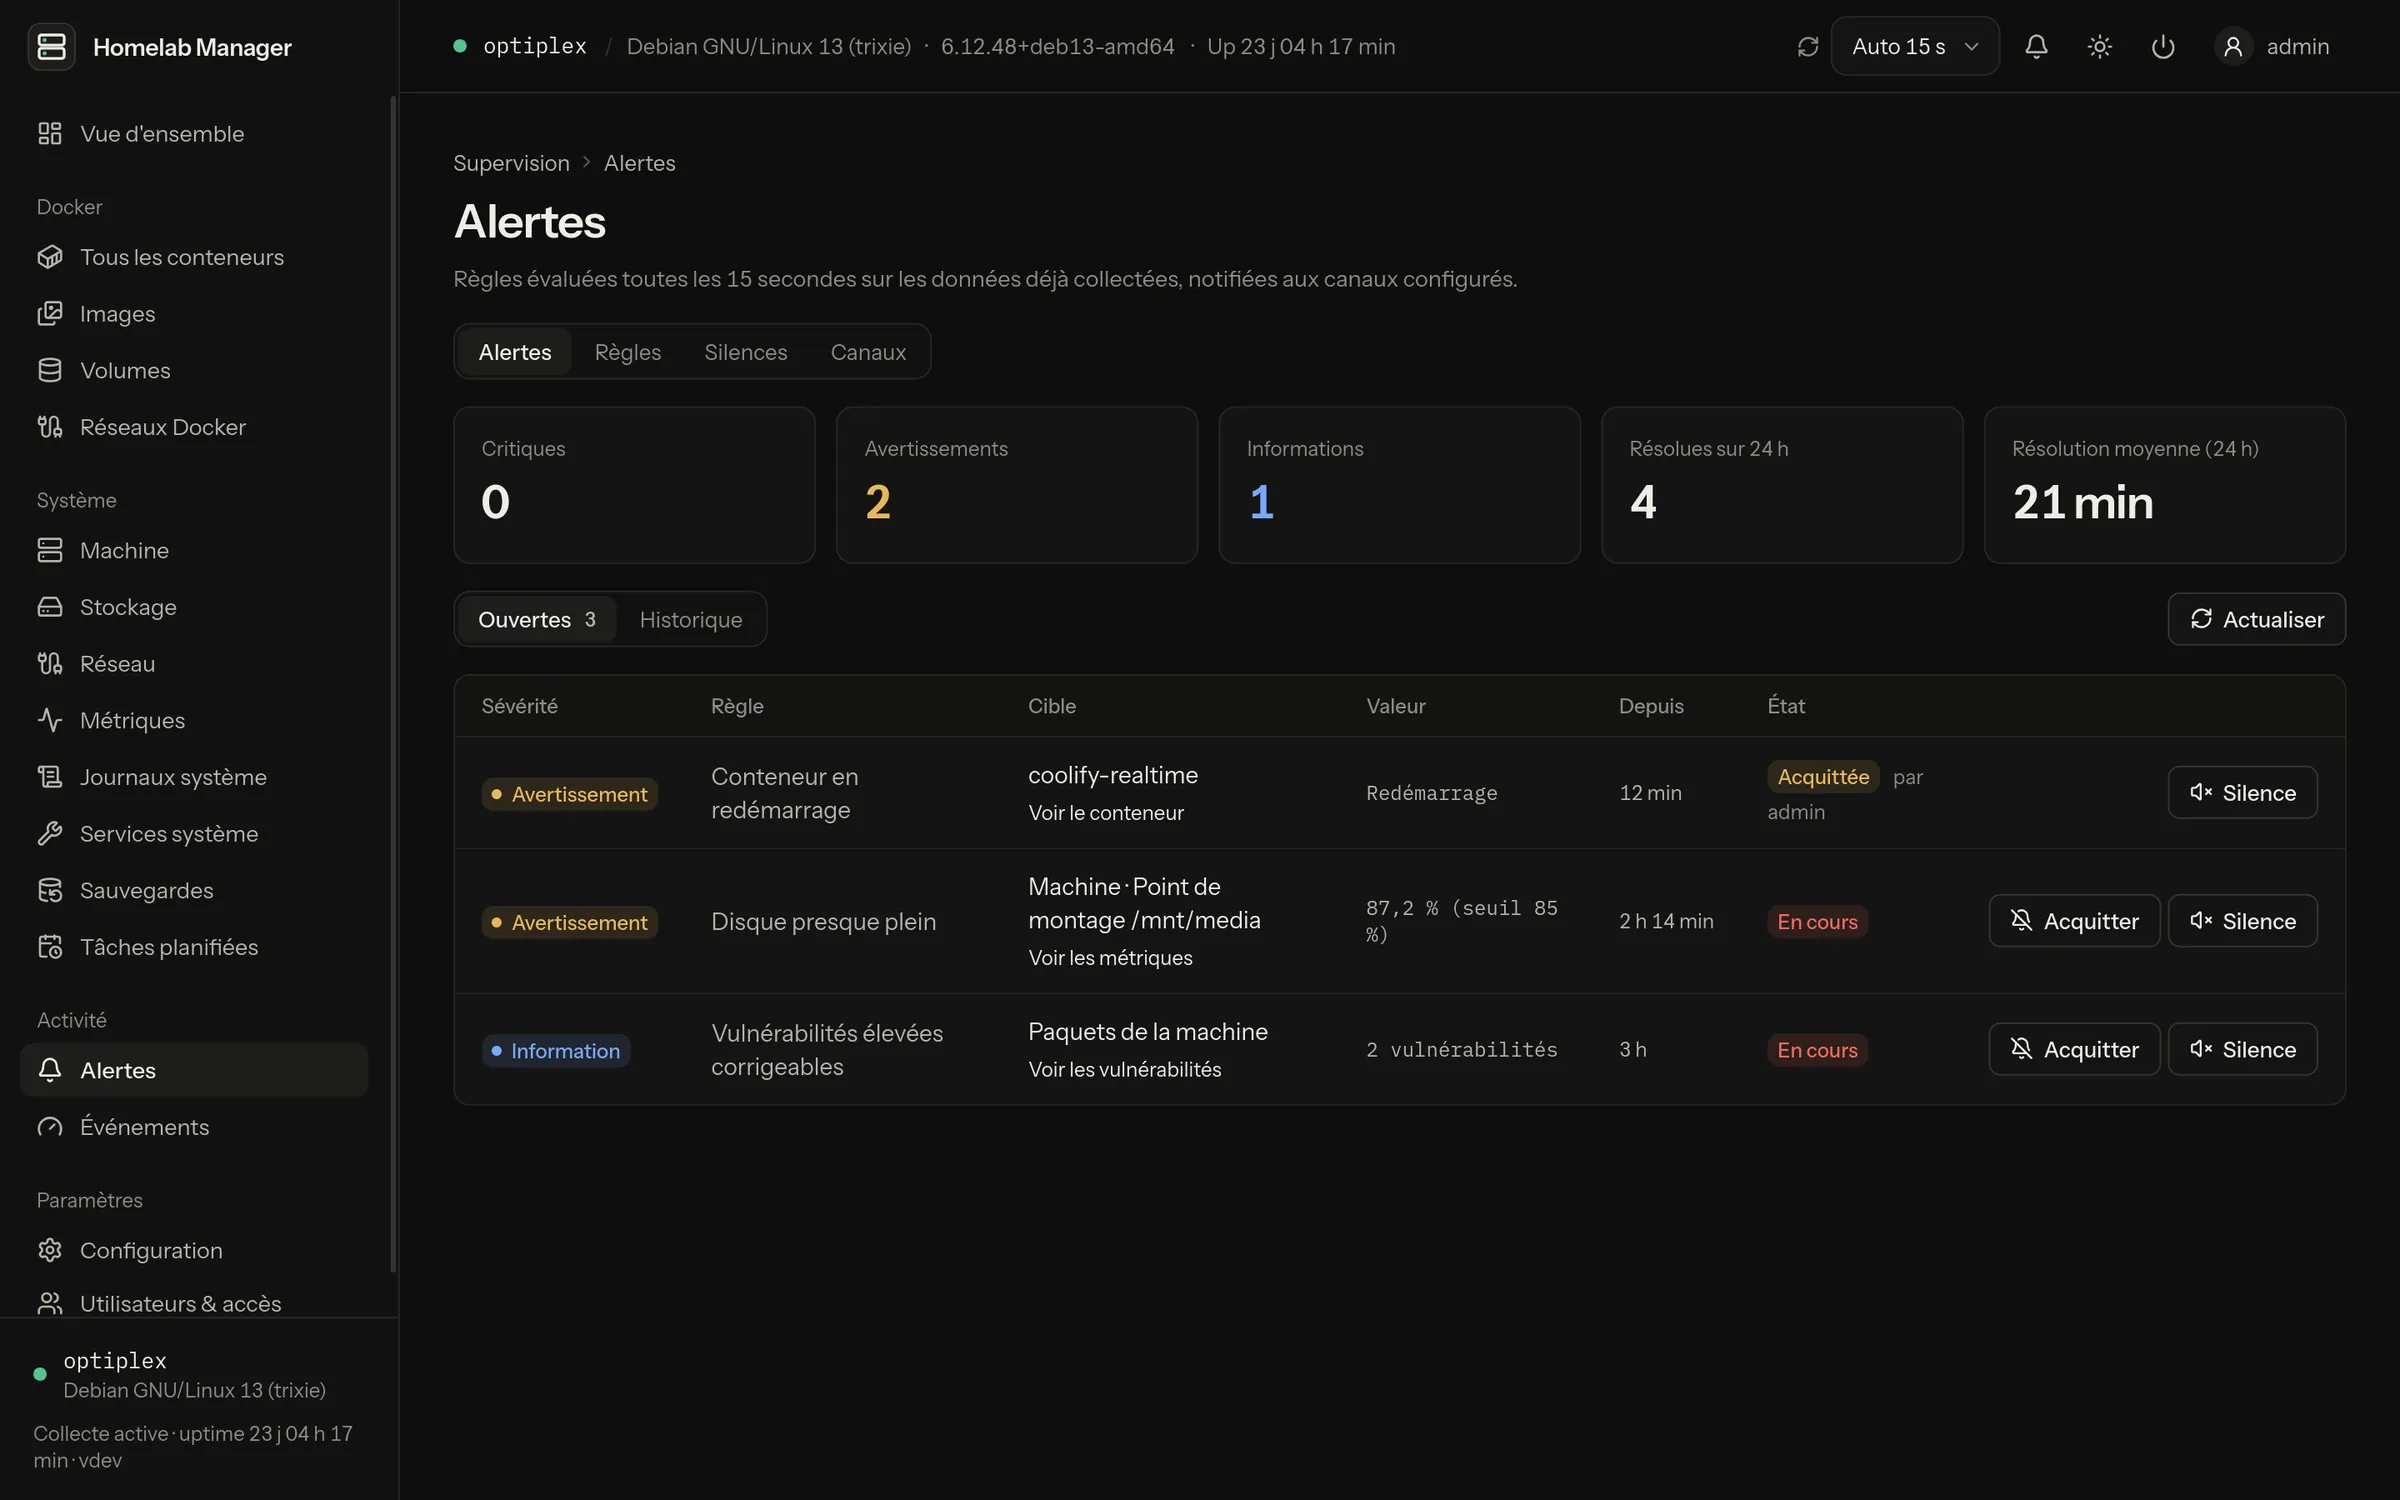 Homelab Manager
Vue d'ensemble
Docker
Tous les conteneurs
Images
Volumes
Réseaux Docker
Système
Machine
Stockage
Réseau
Métriques
Journaux système
Services système
Sauvegardes
Tâches planifiées
Activité
Alertes
Événements
Paramètres
Configuration
Utilisateurs & accès
optiplex
Debian GNU/Linux 13 (trixie)
Collecte active · uptime 23 j 04 h 17
min · vdev
optiplex / Debian GNU/Linux 13 (trixie) · 6.12.48+deb13-amd64 · Up 23 j 04 h 17 min
Auto 15 s
admin
Supervision > Alertes
Alertes
Règles évaluées toutes les 15 secondes sur les données déjà collectées, notifiées aux canaux configurés.
Alertes Règles Silences Canaux
Critiques
0
Avertissements
2
Informations
1
Résolues sur 24 h
4
Résolution moyenne (24 h)
21 min
Ouvertes 3 Historique
Actualiser
Sévérité Règle Cible Valeur Depuis État
Avertissement
Conteneur en
redémarrage
coolify-realtime
Voir le conteneur
Redémarrage
12 min
Acquittée par
admin
Silence
Avertissement
Disque presque plein
Machine · Point de
montage /mnt/media
Voir les métriques
87,2 % (seuil 85
%)
2 h 14 min
En cours
Acquitter
Silence
Information
Vulnérabilités élevées
corrigeables
Paquets de la machine
Voir les vulnérabilités
2 vulnérabilités
3 h
En cours
Acquitter
Silence